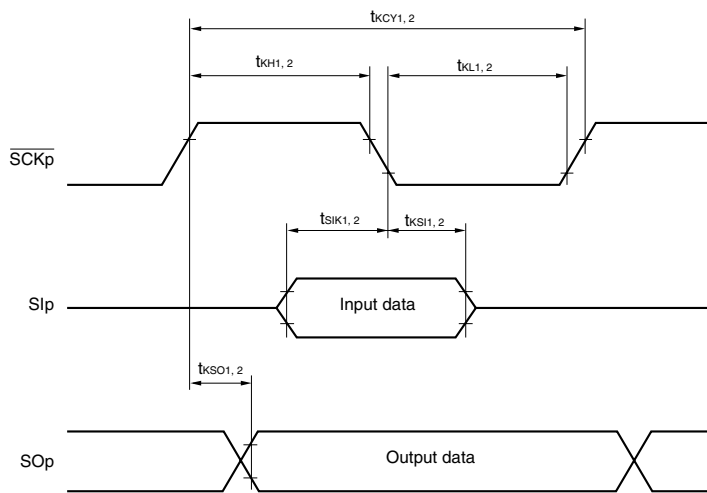 tKCY1, 2
tKH1, 2
tKL1, 2
SCKp
tSIK1, 2
tKSI1, 2
SIp
Input data
tKSO1, 2
SOp
Output data